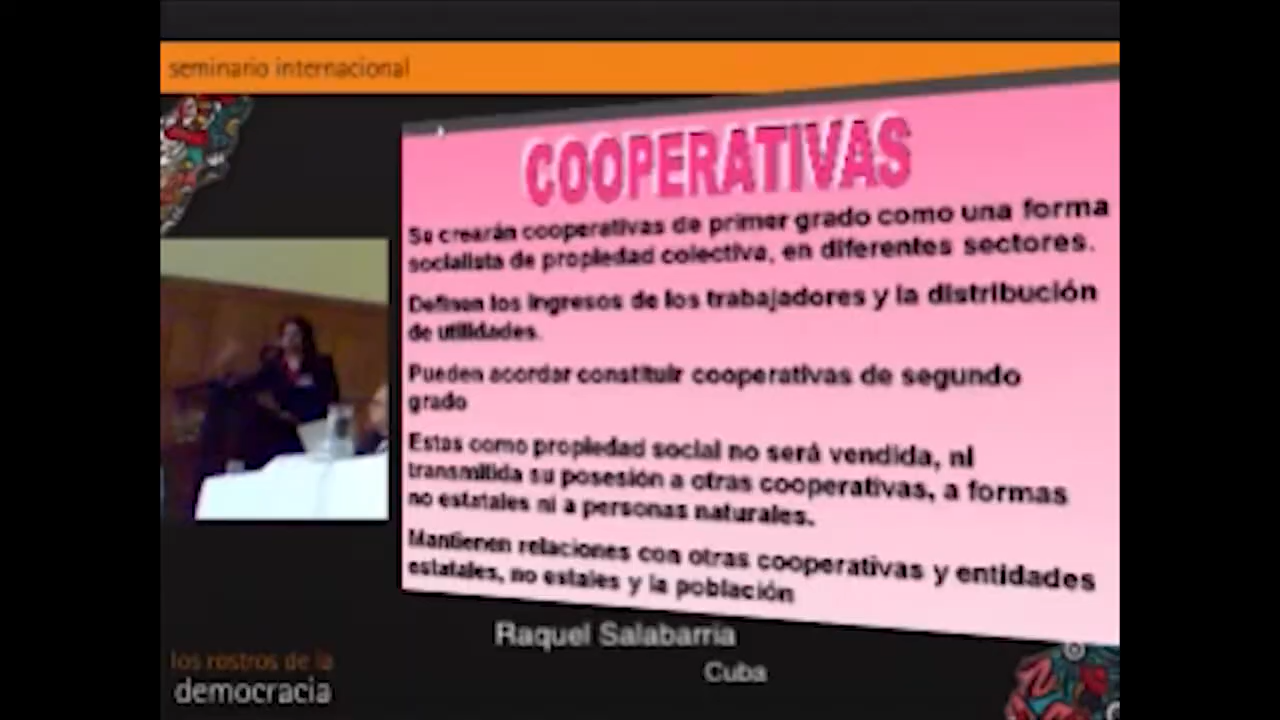 seminario internacional
COOPERATIVAS
Se crearán cooperativas de primer grado como una forma
socialista de propiedad colectiva, en diferentes sectores.
Definen los ingresos de los trabajadores y la distribución
de utilidades.
Pueden acordar constituir cooperativas de segundo
grado
Estas como propiedad social no será vendida, ni
transmitida su posesión a otras cooperativas, a formas
no estatales ni a personas naturales.
Mantienen relaciones con otras cooperativas y entidades
estatales, no estales y la población
Raquel Salabarria
Cuba
los rostros de la
democracia